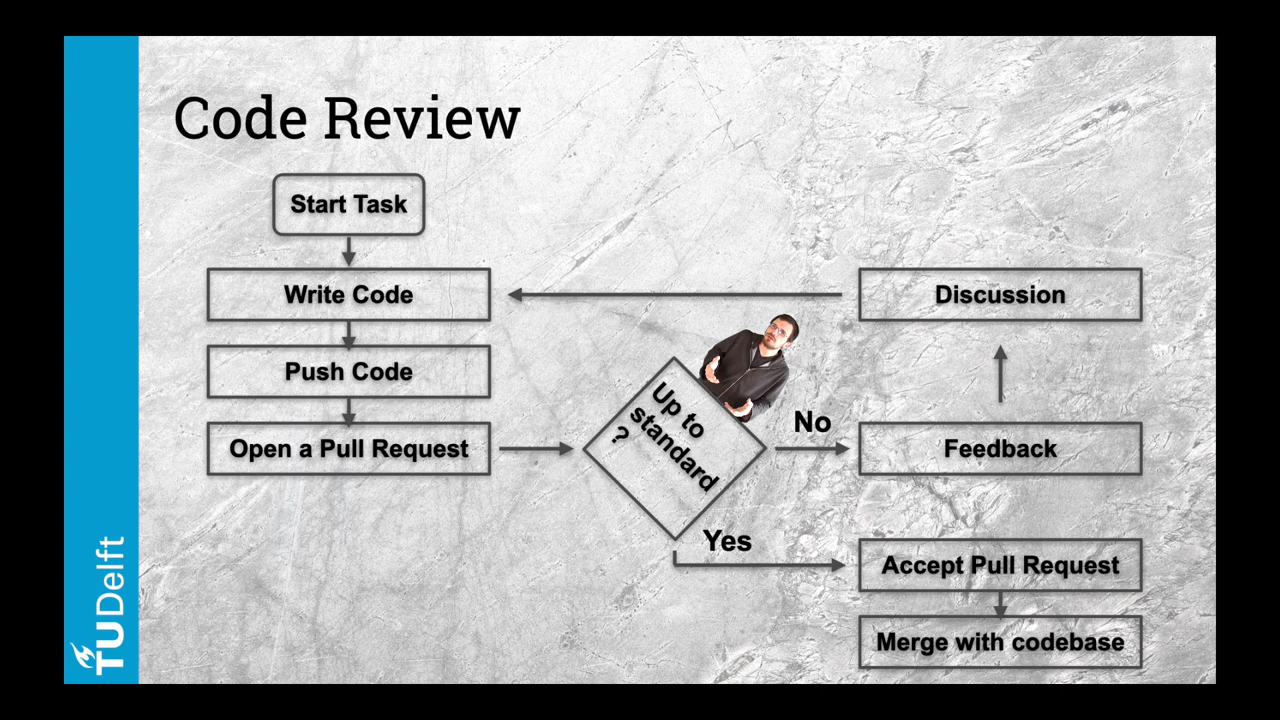 Code Review
Start Task
Write Code
Discussion
Push Code
Up to
standard
?
No
Open a Pull Request
Feedback
Yes
Accept Pull Request
Merge with codebase
TUDelft